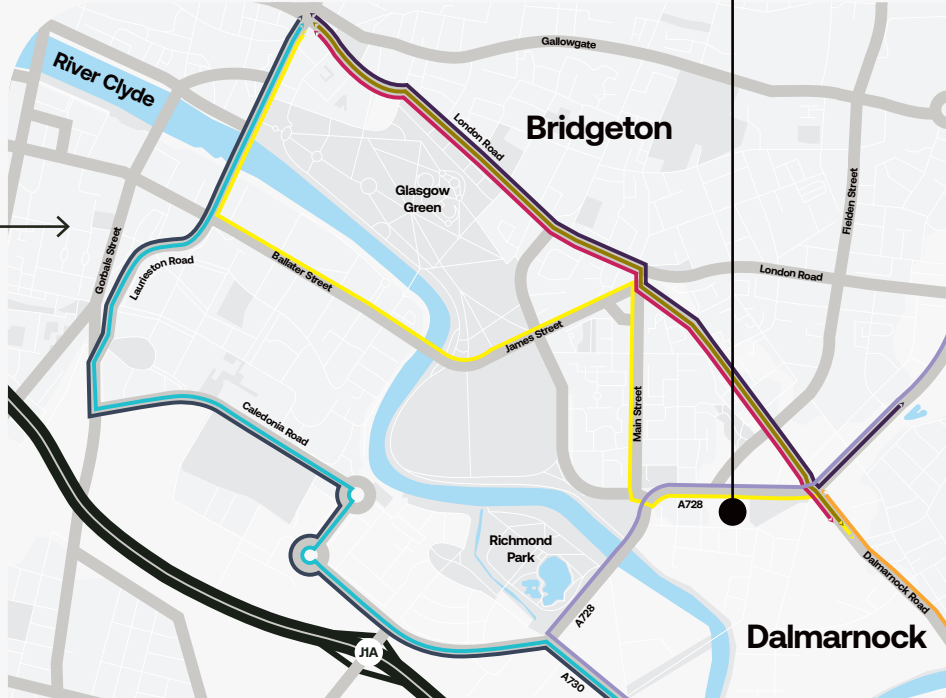 Gallowgate
River Clyde
London Road
Bridgeton
Glasgow
Green
Fielden Street
Gorbals Street
Laurieston Road
Ballater Street
London Road
James Street
Main Street
Caledonia Road
A728
Richmond
Park
Dalmarnock Road
A728
Dalmarnock
J1A
A730